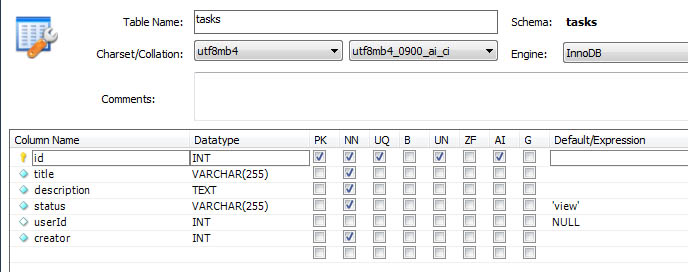 Table Name: tasks Schema: tasks
Charset/Collation: utf8mb4 utf8mb4_0900_ai_ci Engine: InnoDB
Comments:
Column Name Datatype PK NN UQ B UN ZF AI G Default/Expression
id INT
title VARCHAR(255)
description TEXT
status VARCHAR(255) 'view'
userId INT NULL
creator INT